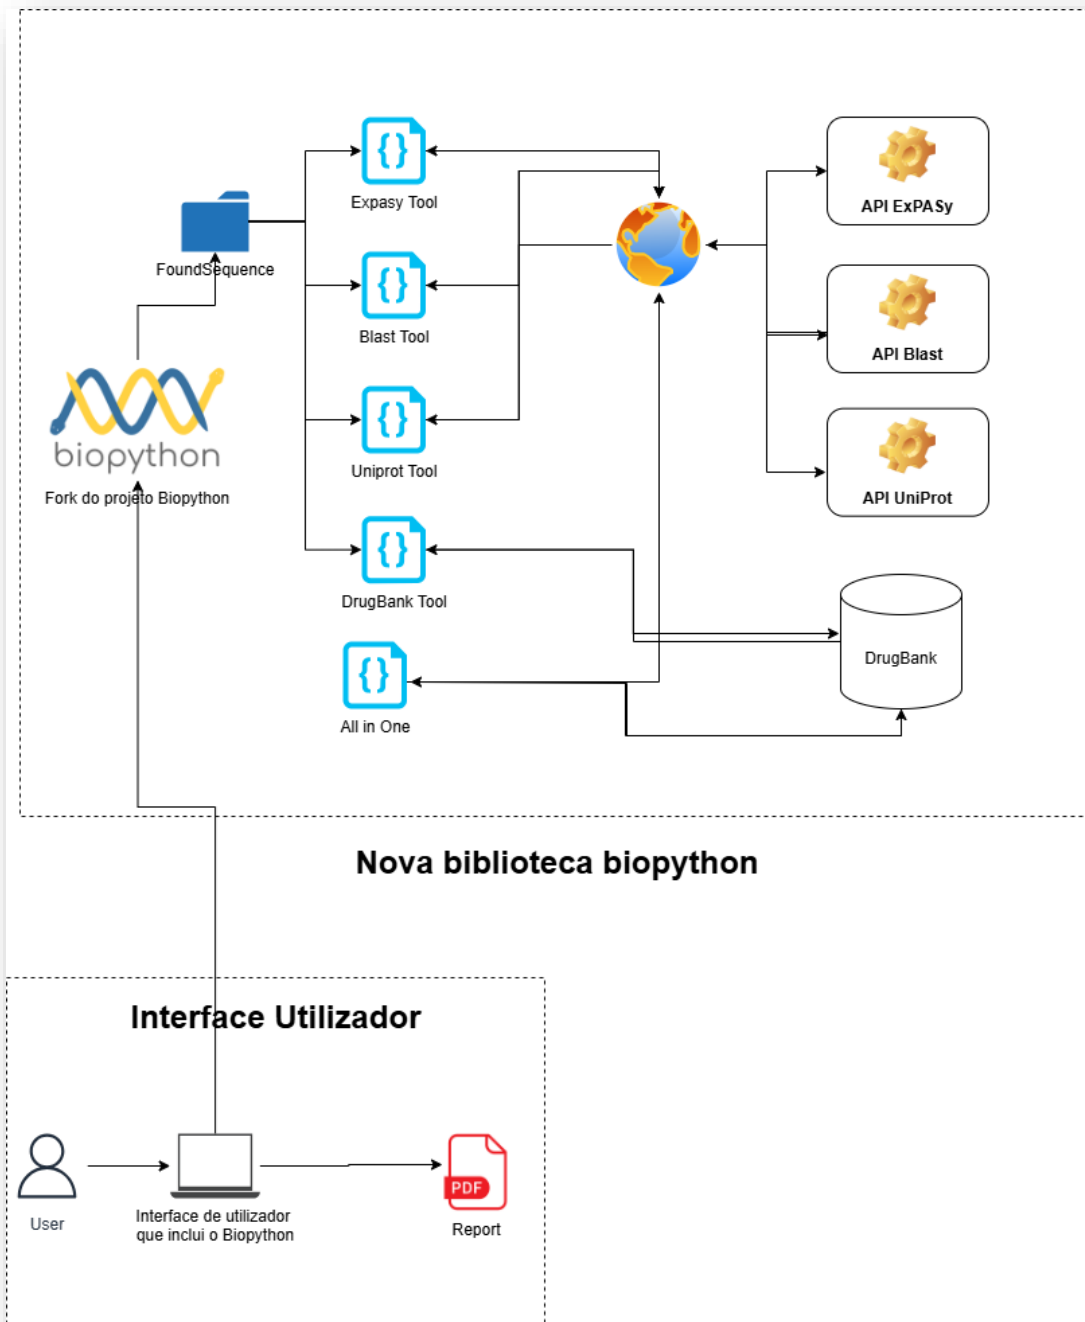 Expasy Tool
API ExPASy
FoundSequence
Blast Tool
API Blast
biopython
Fork do projeto Biopython
Uniprot Tool
API UniProt
DrugBank Tool
DrugBank
All in One
Nova biblioteca biopython
Interface Utilizador
User
Interface de utilizador
que inclui o Biopython
PDF
Report